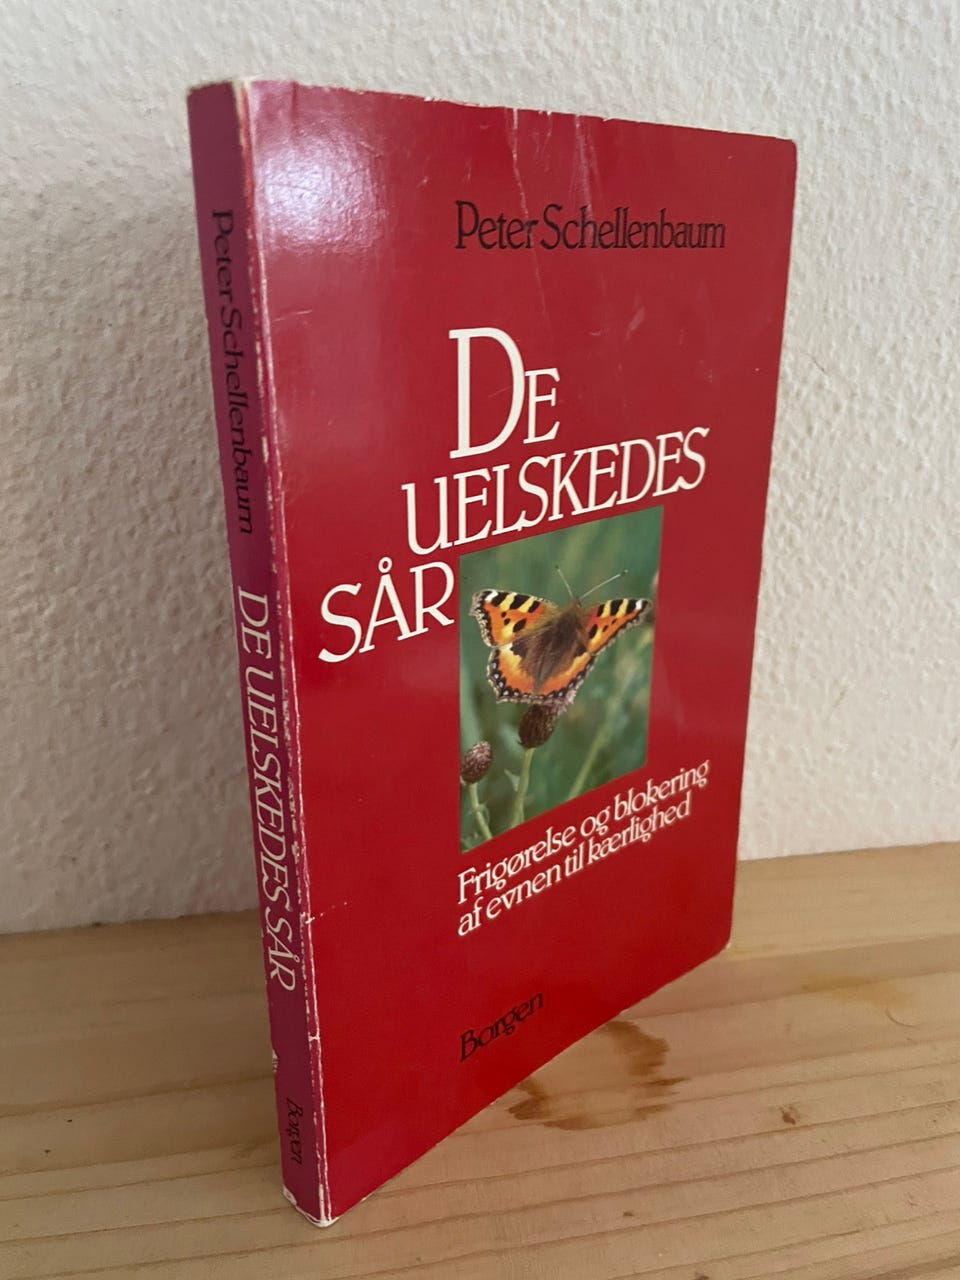 Peter Schellenbaum
DE
UELSKEDES
SÅR
Frigørelse og blokering
af evnen til kærlighed
Borgen
Peter Schellenbaum DE UELSKEDES SÅR Borgen